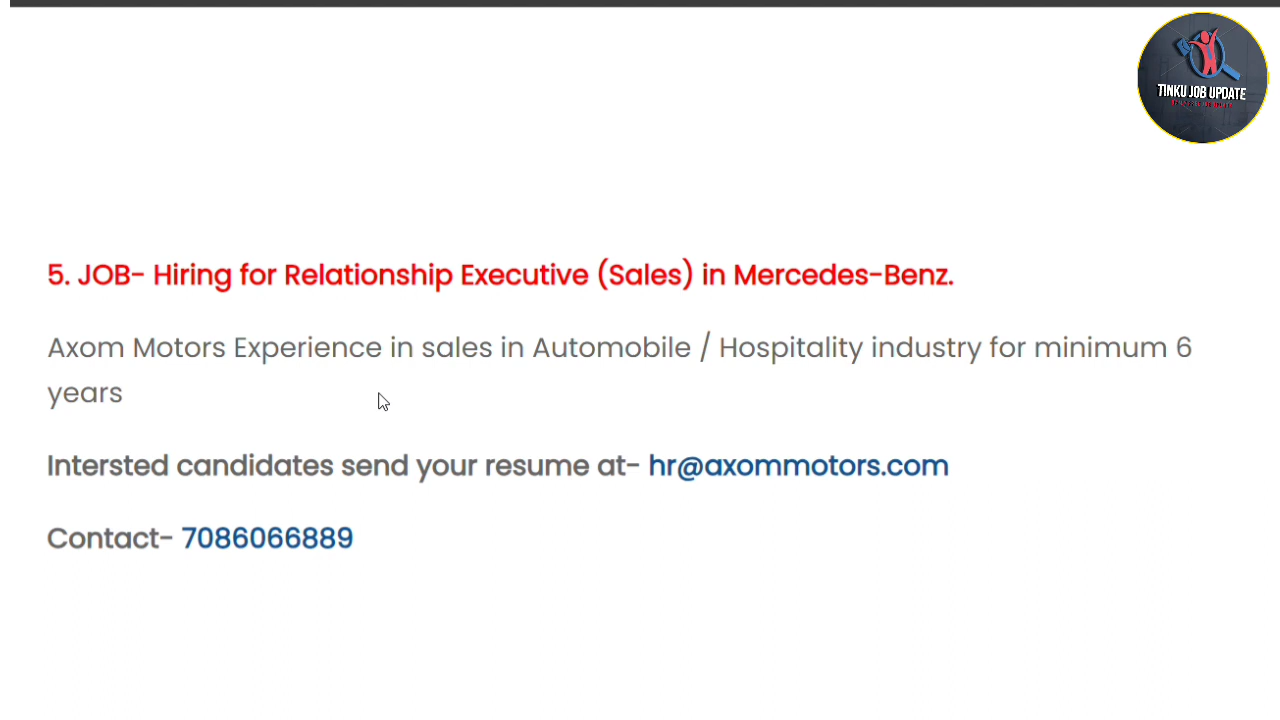 TINKU JOB UPDATE
5. JOB- Hiring for Relationship Executive (Sales) in Mercedes-Benz.
Axom Motors Experience in sales in Automobile / Hospitality industry for minimum 6
years
Intersted candidates send your resume at- hr@axommotors.com
Contact- 7086066889